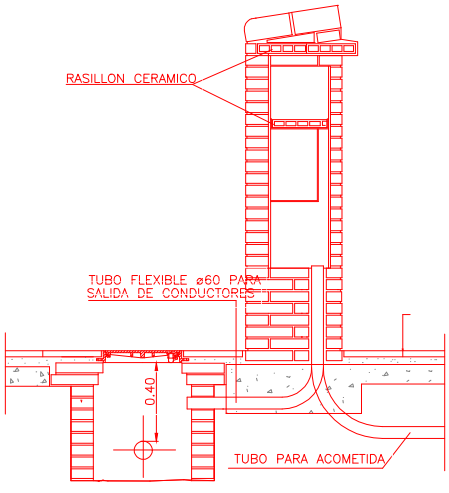 RASILLON CERAMICO
TUBO FLEXIBLE ø60 PARA
SALIDA DE CONDUCTORES
0.40
TUBO PARA ACOMETIDA